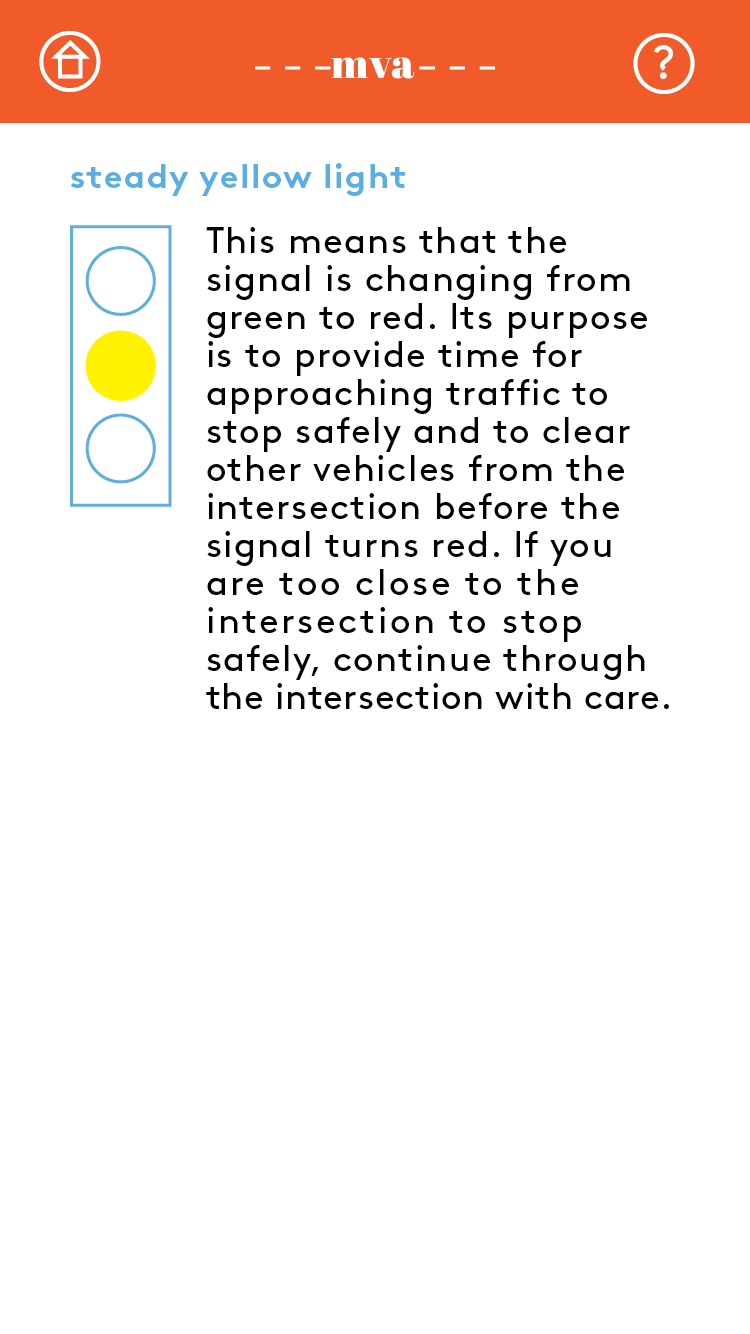 - - -mva- - -
?
steady yellow light
This means that the
signal is changing from
green to red. Its purpose
is to provide time for
approaching traffic to
stop safely and to clear
other vehicles from the
intersection before the
signal turns red. If you
are too close to the
intersection to stop
safely, continue through
the intersection with care.